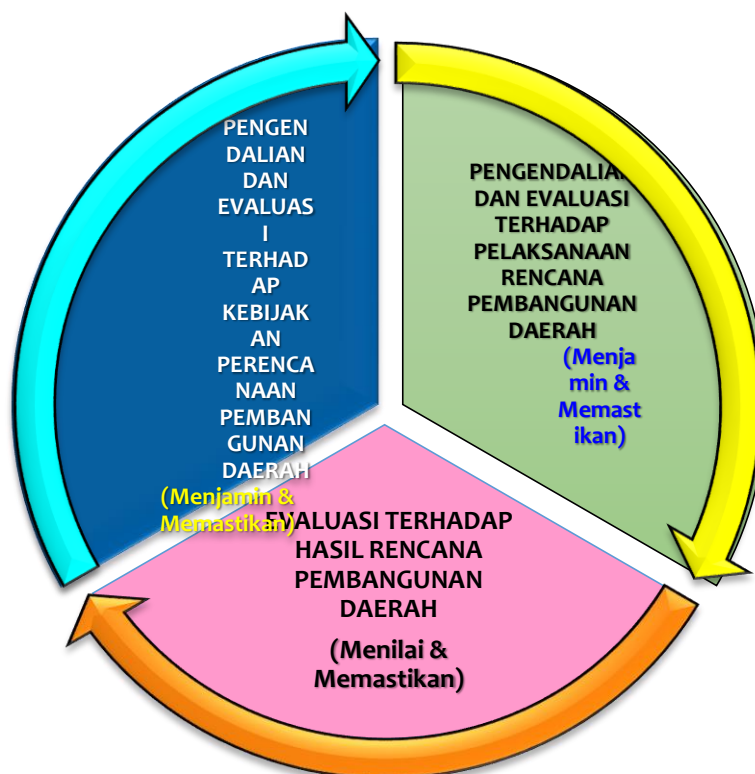 PENGEN
DALIAN
DAN
EVALUAS
I
TERHAD
AP
KEBIJAK
AN
PERENCA
NAAN
PEMBAN
GUNAN
DAERAH
(Menjamin &
Memastikan)
PENGENDALIAN
DAN EVALUASI
TERHADAP
PELAKSANAAN
RENCANA
PEMBANGUNAN
DAERAH
(Menja
min &
Memast
ikan)
EVALUASI TERHADAP
HASIL RENCANA
PEMBANGUNAN
DAERAH
(Menilai &
Memastikan)